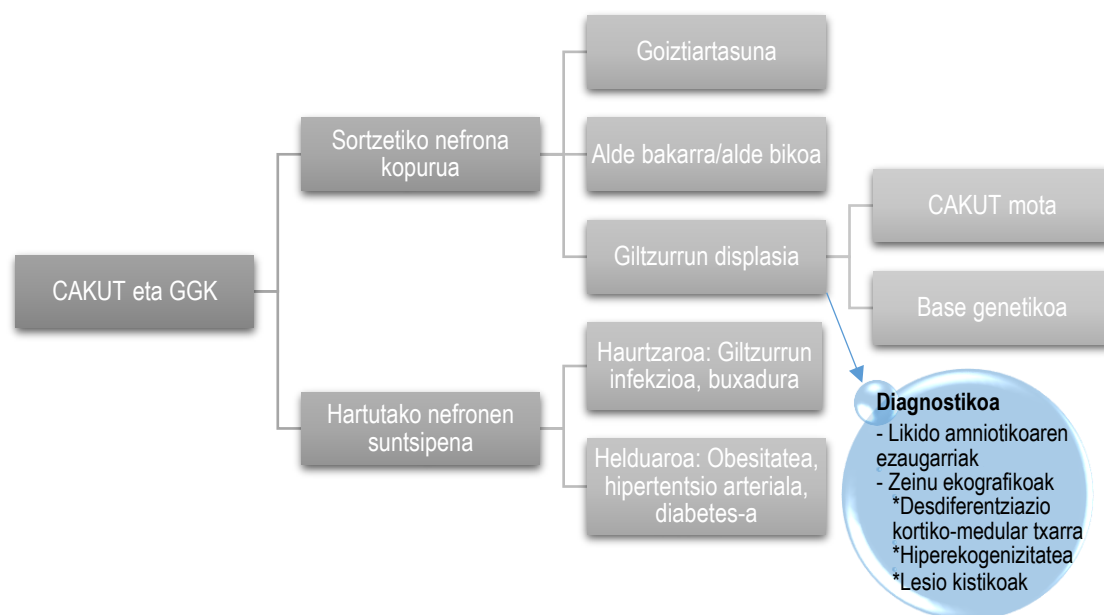 CAKUT eta GGK
Sortzetiko nefrona
kopurua
Goiztiartasuna
Alde bakarra/alde bikoa
Giltzurrun displasia
CAKUT mota
Base genetikoa
Hartutako nefronen
suntsipena
Haurtzaroa: Giltzurrun
infekzioa, buxadura
Helduaroa: Obesitatea,
hipertentsio arteriala,
diabetes-a
Diagnostikoa
- Likido amniotikoaren
ezaugarriak
- Zeinu ekografikoak
*Desdiferentziazio
kortiko-medular txarra
*Hiperekogenizitatea
*Lesio kistikoak